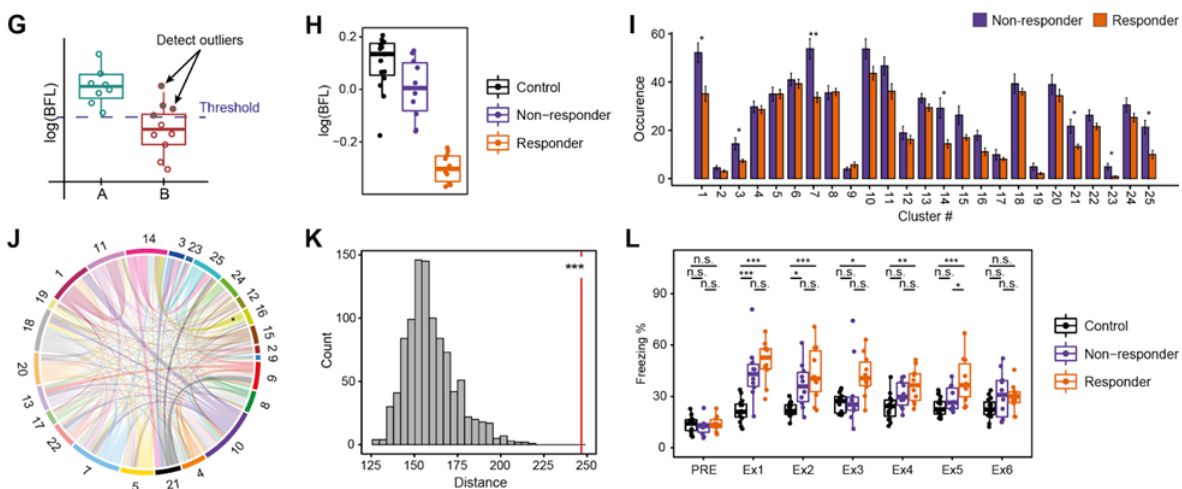 G
Detect outliers
Threshold
log(BFL)
A
B
H
log(BFL)
0.2
0.0
−0.2
Control
Non-responder
Responder
I
Non-responder
Responder
Occurence
60
40
20
0
* * ** * * * *
1 2 3 4 5 6 7 8 9 10 11 12 13 14 15 16 17 18 19 20 21 22 23 24 25
Cluster #
J
14 3 23 25 24 12 16 15 2 9 6 8 10 4 21 5 7 22 17 13 20 18 19 1 11
*
K
Count
150
100
50
0
***
125 150 175 200 225 250
Distance
L
Freezing %
90
60
30
0
n.s. *** *** * ** *** n.s.
n.s. *** * n.s. n.s. n.s. n.s.
n.s. n.s. n.s. n.s. n.s. * n.s.
PRE Ex1 Ex2 Ex3 Ex4 Ex5 Ex6
Control
Non-responder
Responder